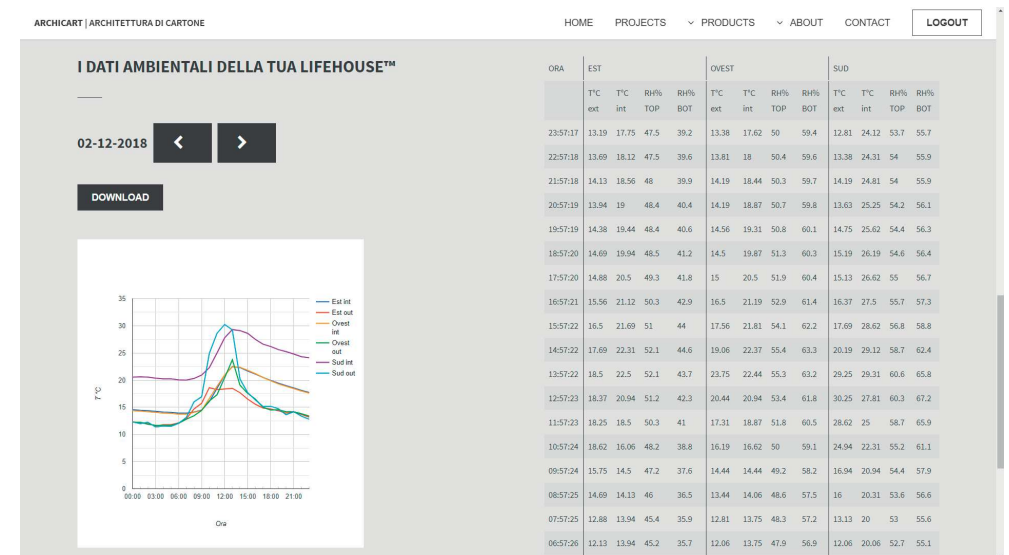 ARCHICART | ARCHITETTURA DI CARTONE
HOME PROJECTS PRODUCTS ABOUT CONTACT LOGOUT
I DATI AMBIENTALI DELLA TUA LIFEHOUSE™
02-12-2018
DOWNLOAD
35
30
25
20
15
10
5
0
T °C
00:00 03:00 06:00 09:00 12:00 15:00 18:00 21:00
Ora
Est int
Est out
Ovest
int
Ovest
out
Sud int
Sud out
ORA EST OVEST SUD
T°C T°C RH% RH% T°C T°C RH% RH% T°C T°C RH% RH%
ext int TOP BOT ext int TOP BOT ext int TOP BOT
23:57:17 13.19 17.75 47.5 39.2 13.38 17.62 50 59.4 12.81 24.12 53.7 55.7
22:57:18 13.69 18.12 47.5 39.6 13.81 18 50.4 59.6 13.38 24.31 54 55.9
21:57:18 14.13 18.56 48 39.9 14.19 18.44 50.3 59.7 14.19 24.81 54 55.9
20:57:19 13.94 19 48.4 40.4 14.19 18.87 50.7 59.8 13.63 25.25 54.2 56.1
19:57:19 14.38 19.44 48.4 40.6 14.56 19.31 50.8 60.1 14.75 25.62 54.4 56.3
18:57:20 14.69 19.94 48.5 41.2 14.5 19.87 51.3 60.3 15.19 26.19 54.6 56.4
17:57:20 14.88 20.5 49.3 41.8 15 20.5 51.9 60.4 15.13 26.62 55 56.7
16:57:21 15.56 21.12 50.3 42.9 16.5 21.19 52.9 61.4 16.37 27.5 55.7 57.3
15:57:22 16.5 21.69 51 44 17.56 21.81 54.1 62.2 17.69 28.62 56.8 58.8
14:57:22 17.69 22.31 52.1 44.6 19.06 22.37 55.4 63.3 20.19 29.12 58.7 62.4
13:57:22 18.5 22.5 52.1 43.7 23.75 22.44 55.3 63.2 29.25 29.31 60.6 65.8
12:57:23 18.37 20.94 51.2 42.3 20.44 20.94 53.4 61.8 30.25 27.81 60.3 67.2
11:57:23 18.25 18.5 50.3 41 17.31 18.87 51.8 60.5 28.62 25 58.7 65.9
10:57:24 18.62 16.06 48.2 38.8 16.19 16.62 50 59.1 24.94 22.31 55.2 61.1
09:57:24 15.75 14.5 47.2 37.6 14.44 14.44 49.2 58.2 16.94 20.94 54.4 57.9
08:57:25 14.69 14.13 46 36.5 13.44 14.06 48.6 57.5 16 20.31 53.6 56.6
07:57:25 12.88 13.94 45.4 35.9 12.81 13.75 48.3 57.2 13.13 20 53 55.6
06:57:26 12.13 13.94 45.2 35.7 12.06 13.75 47.9 56.9 12.06 20.06 52.7 55.1